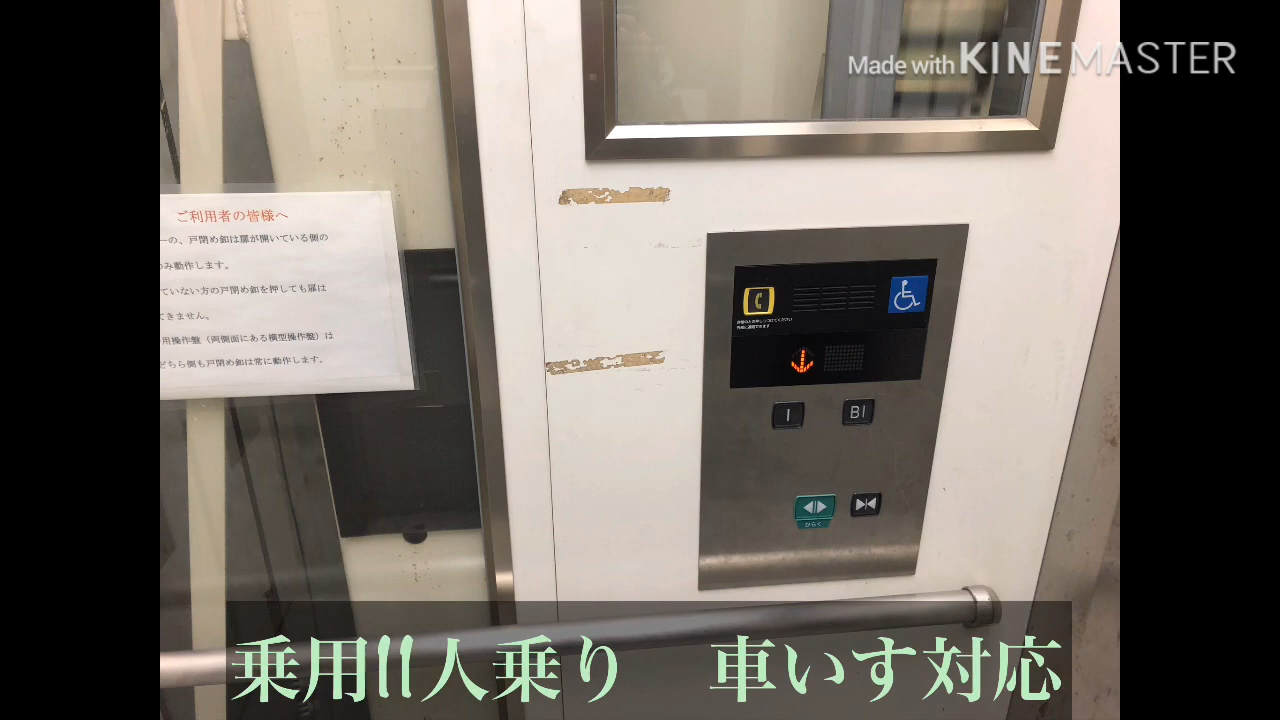 Made with KINEMASTER
ご利用者の皆様へ
ーの、戸閉め釦は扉が開いている側の
み動作します。
ていない方の戸閉め釦を押しても扉は
できません。
用操作盤（両側面にある横型操作盤）は
どちら側も戸閉め釦は常に動作します。
1
B1
ひらく
乗用11人乗り 車いす対応